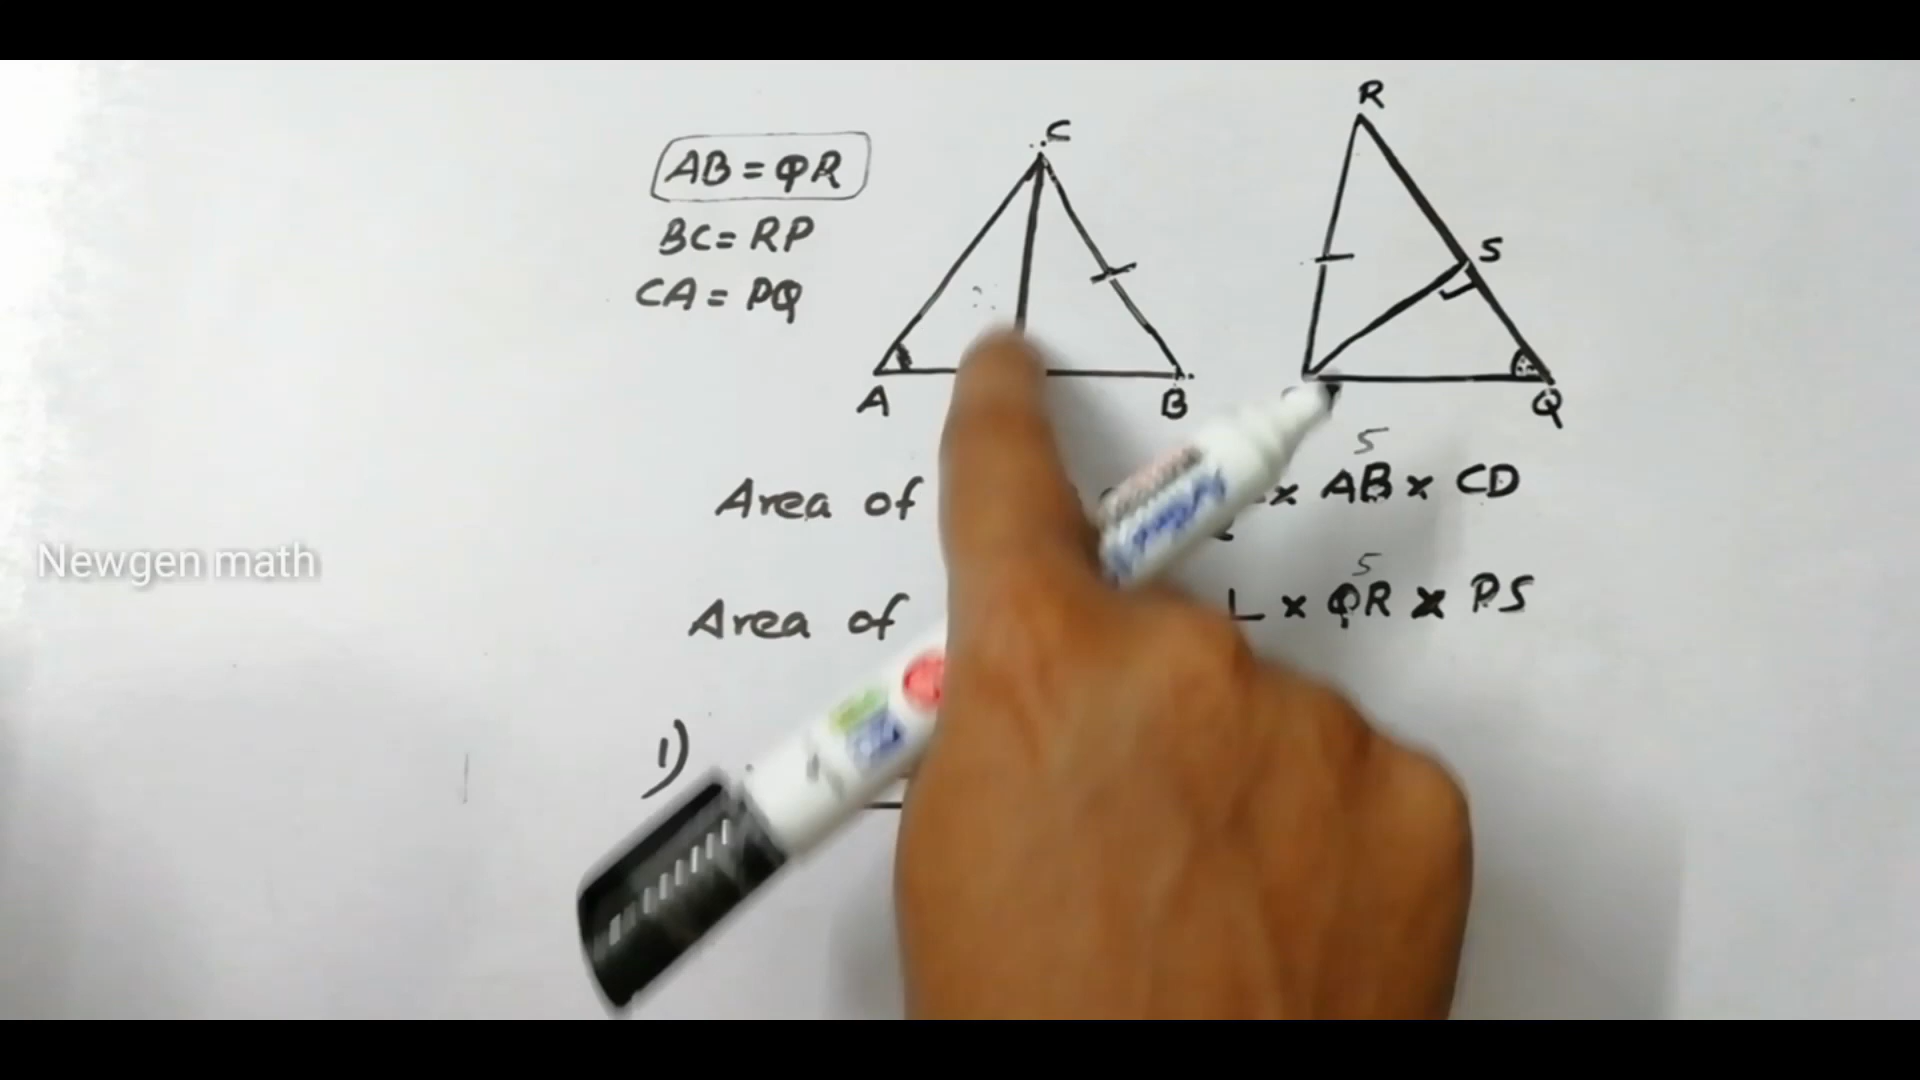 R
C
AB = QR
BC = RP
S
CA = PQ
A
B
Q
5
Area of × AB × CD
5
Area of × QR × PS
Newgen math
1)